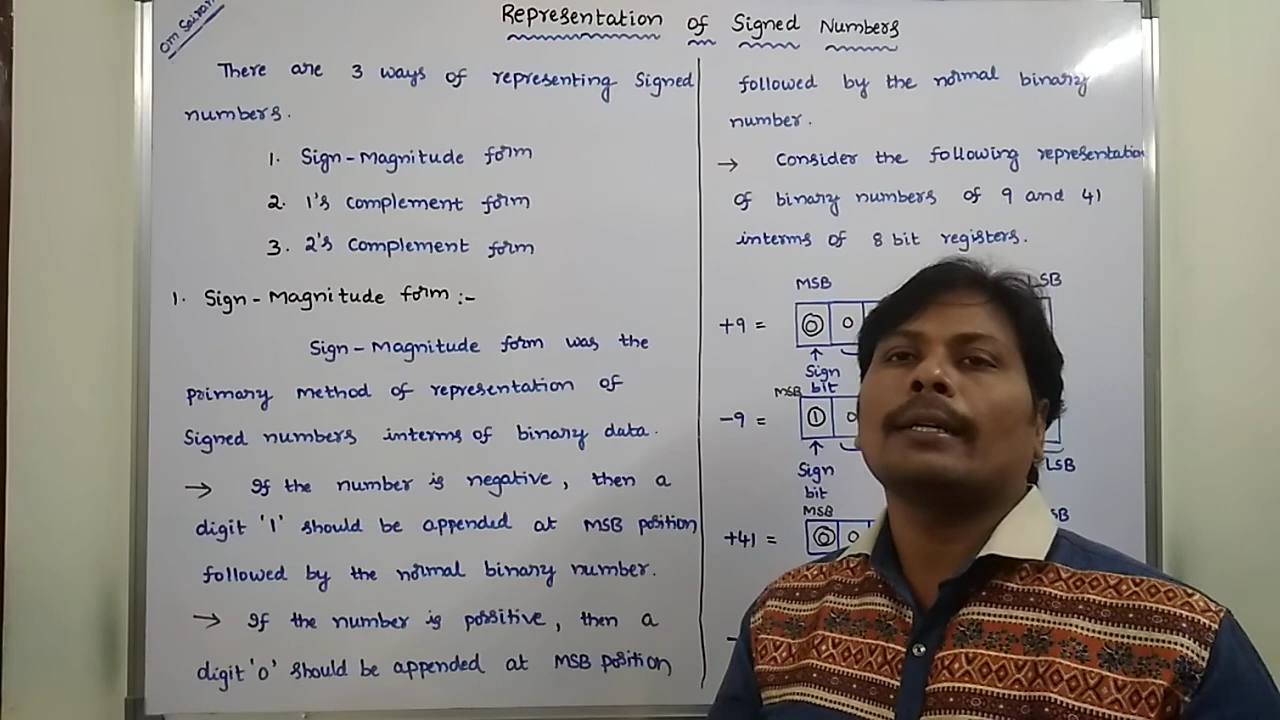 Om Sairam
Representation of Signed Numbers
There are 3 ways of representing Signed
numbers.
1. Sign-Magnitude form
2. 1's complement form
3. 2's complement form
1. Sign-Magnitude form :-
Sign-Magnitude form was the
primary method of representation of
Signed numbers interms of binary data.
→ If the number is negative, then a
digit '1' should be appended at MSB position
followed by the normal binary number.
→ If the number is possitive, then a
digit '0' should be appended at MSB position
followed by the normal binary
number.
→ Consider the following representation
of binary numbers of 9 and 41
interms of 8 bit registers.
MSB LSB
+9 = 0 0
Sign
bit
MSB
-9 = 1 0
Sign
bit
LSB
MSB SB
+41 = 0 0
-